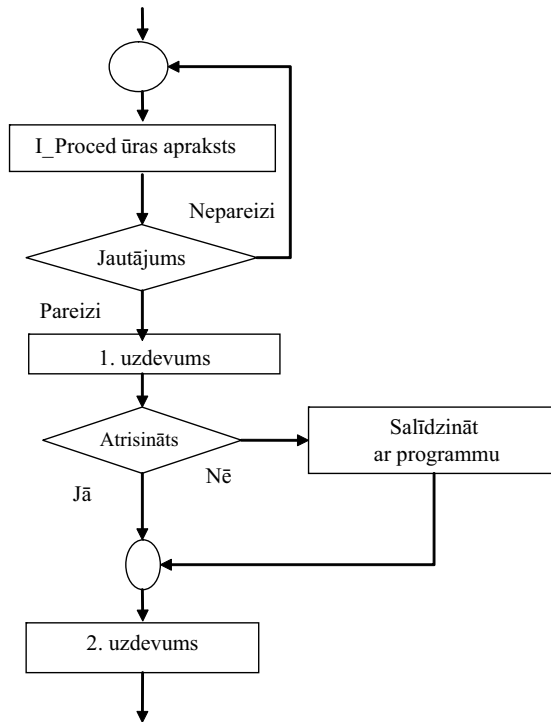 I_Proced ūras apraksts
Nepareizi
Jautājums
Pareizi
1. uzdevums
Atrisināts
Salīdzināt
ar programmu
Nē
Jā
2. uzdevums